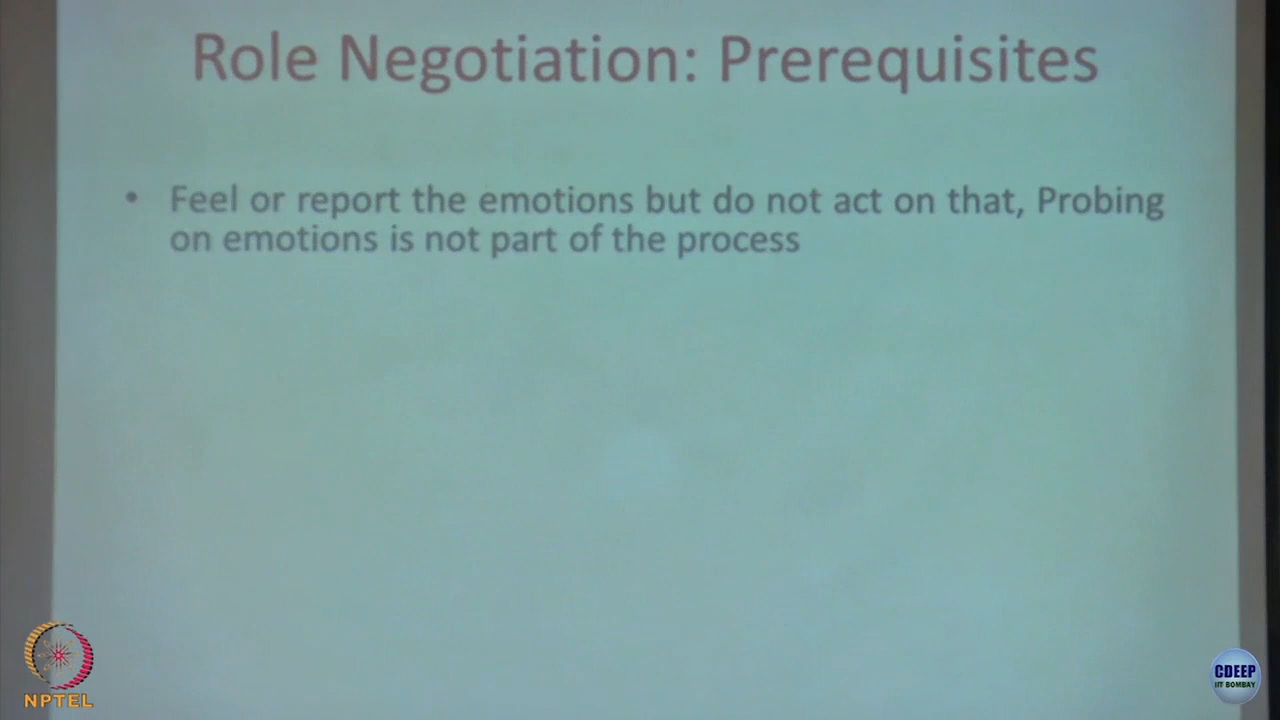 Role Negotiation: Prerequisites
• Feel or report the emotions but do not act on that, Probing
on emotions is not part of the process
NPTEL
CDEEP
IIT BOMBAY